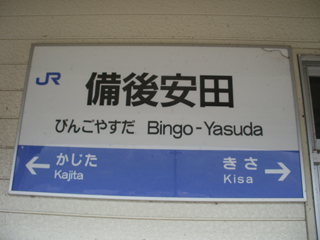 JR
備後安田
びんごやすだ Bingo-Yasuda
← かじた きさ →
Kajita Kisa